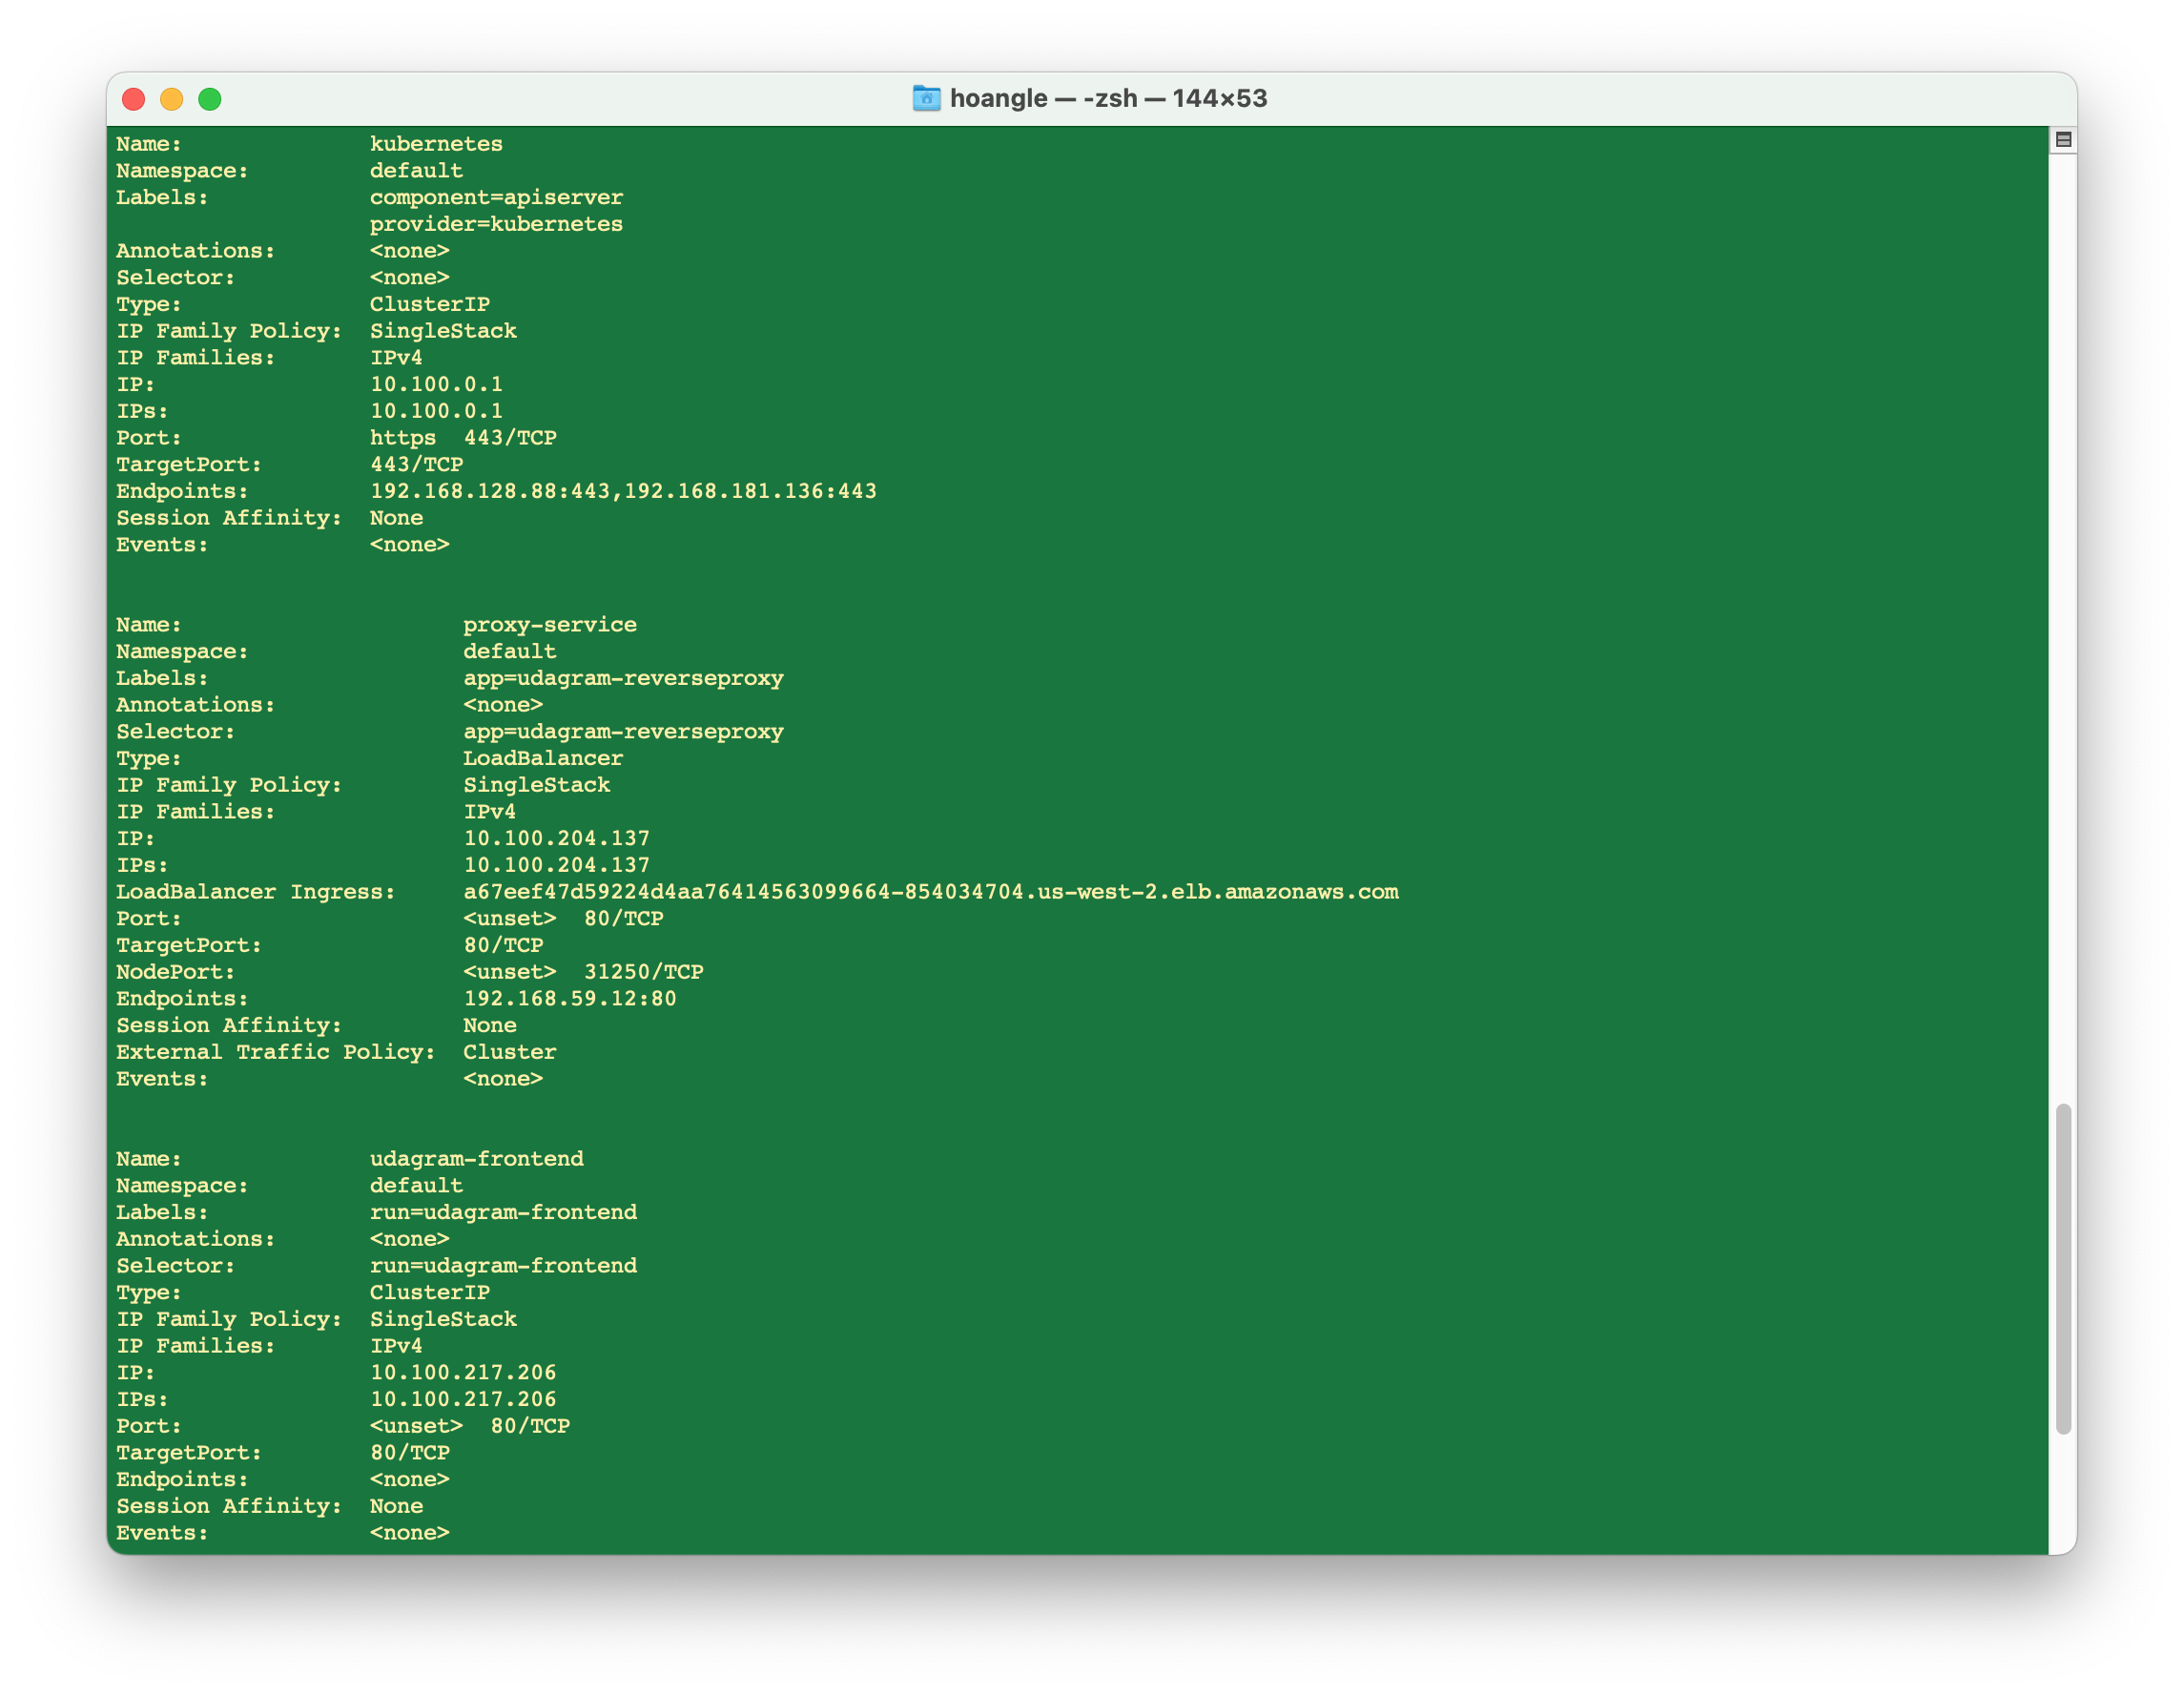 hoangle — -zsh — 144×53
Name:              kubernetes
Namespace:         default
Labels:            component=apiserver
                   provider=kubernetes
Annotations:       <none>
Selector:          <none>
Type:              ClusterIP
IP Family Policy:  SingleStack
IP Families:       IPv4
IP:                10.100.0.1
IPs:               10.100.0.1
Port:              https  443/TCP
TargetPort:        443/TCP
Endpoints:         192.168.128.88:443,192.168.181.136:443
Session Affinity:  None
Events:            <none>
Name:                     proxy-service
Namespace:                default
Labels:                   app=udagram-reverseproxy
Annotations:              <none>
Selector:                 app=udagram-reverseproxy
Type:                     LoadBalancer
IP Family Policy:         SingleStack
IP Families:              IPv4
IP:                       10.100.204.137
IPs:                      10.100.204.137
LoadBalancer Ingress:     a67eef47d59224d4aa76414563099664-854034704.us-west-2.elb.amazonaws.com
Port:                     <unset>  80/TCP
TargetPort:               80/TCP
NodePort:                 <unset>  31250/TCP
Endpoints:                192.168.59.12:80
Session Affinity:         None
External Traffic Policy:  Cluster
Events:                   <none>
Name:              udagram-frontend
Namespace:         default
Labels:            run=udagram-frontend
Annotations:       <none>
Selector:          run=udagram-frontend
Type:              ClusterIP
IP Family Policy:  SingleStack
IP Families:       IPv4
IP:                10.100.217.206
IPs:               10.100.217.206
Port:              <unset>  80/TCP
TargetPort:        80/TCP
Endpoints:         <none>
Session Affinity:  None
Events:            <none>